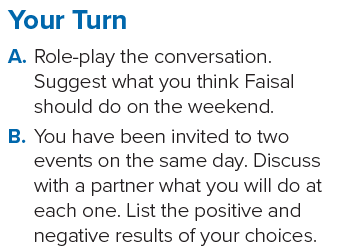 Your Turn
A. Role-play the conversation.
Suggest what you think Faisal
should do on the weekend.
B. You have been invited to two
events on the same day. Discuss
with a partner what you will do at
each one. List the positive and
negative results of your choices.